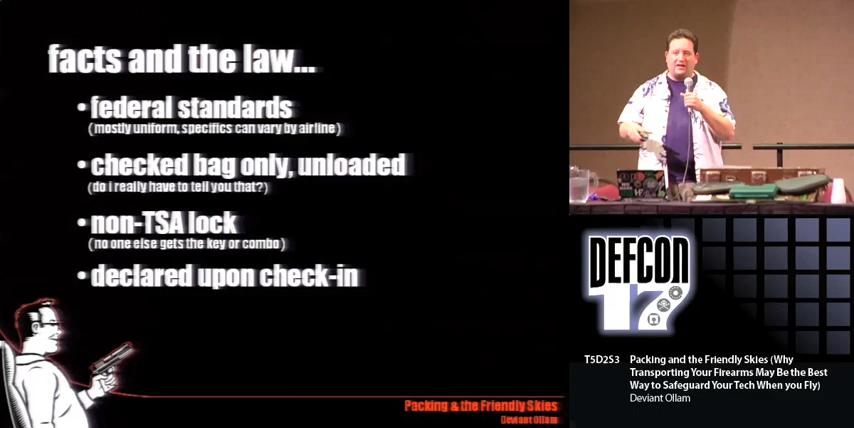 facts and the law...
• federal standards
(mostly uniform, specifics can vary by airline)
• checked bag only, unloaded
(do i really have to tell you that?)
• non-TSA lock
(no one else gets the key or combo)
• declared upon check-in
Packing & the Friendly Skies
Deviant Ollam
DEFCON
17
T5D2S3 Packing and the Friendly Skies (Why
Transporting Your Firearms May Be the Best
Way to Safeguard Your Tech When you Fly)
Deviant Ollam